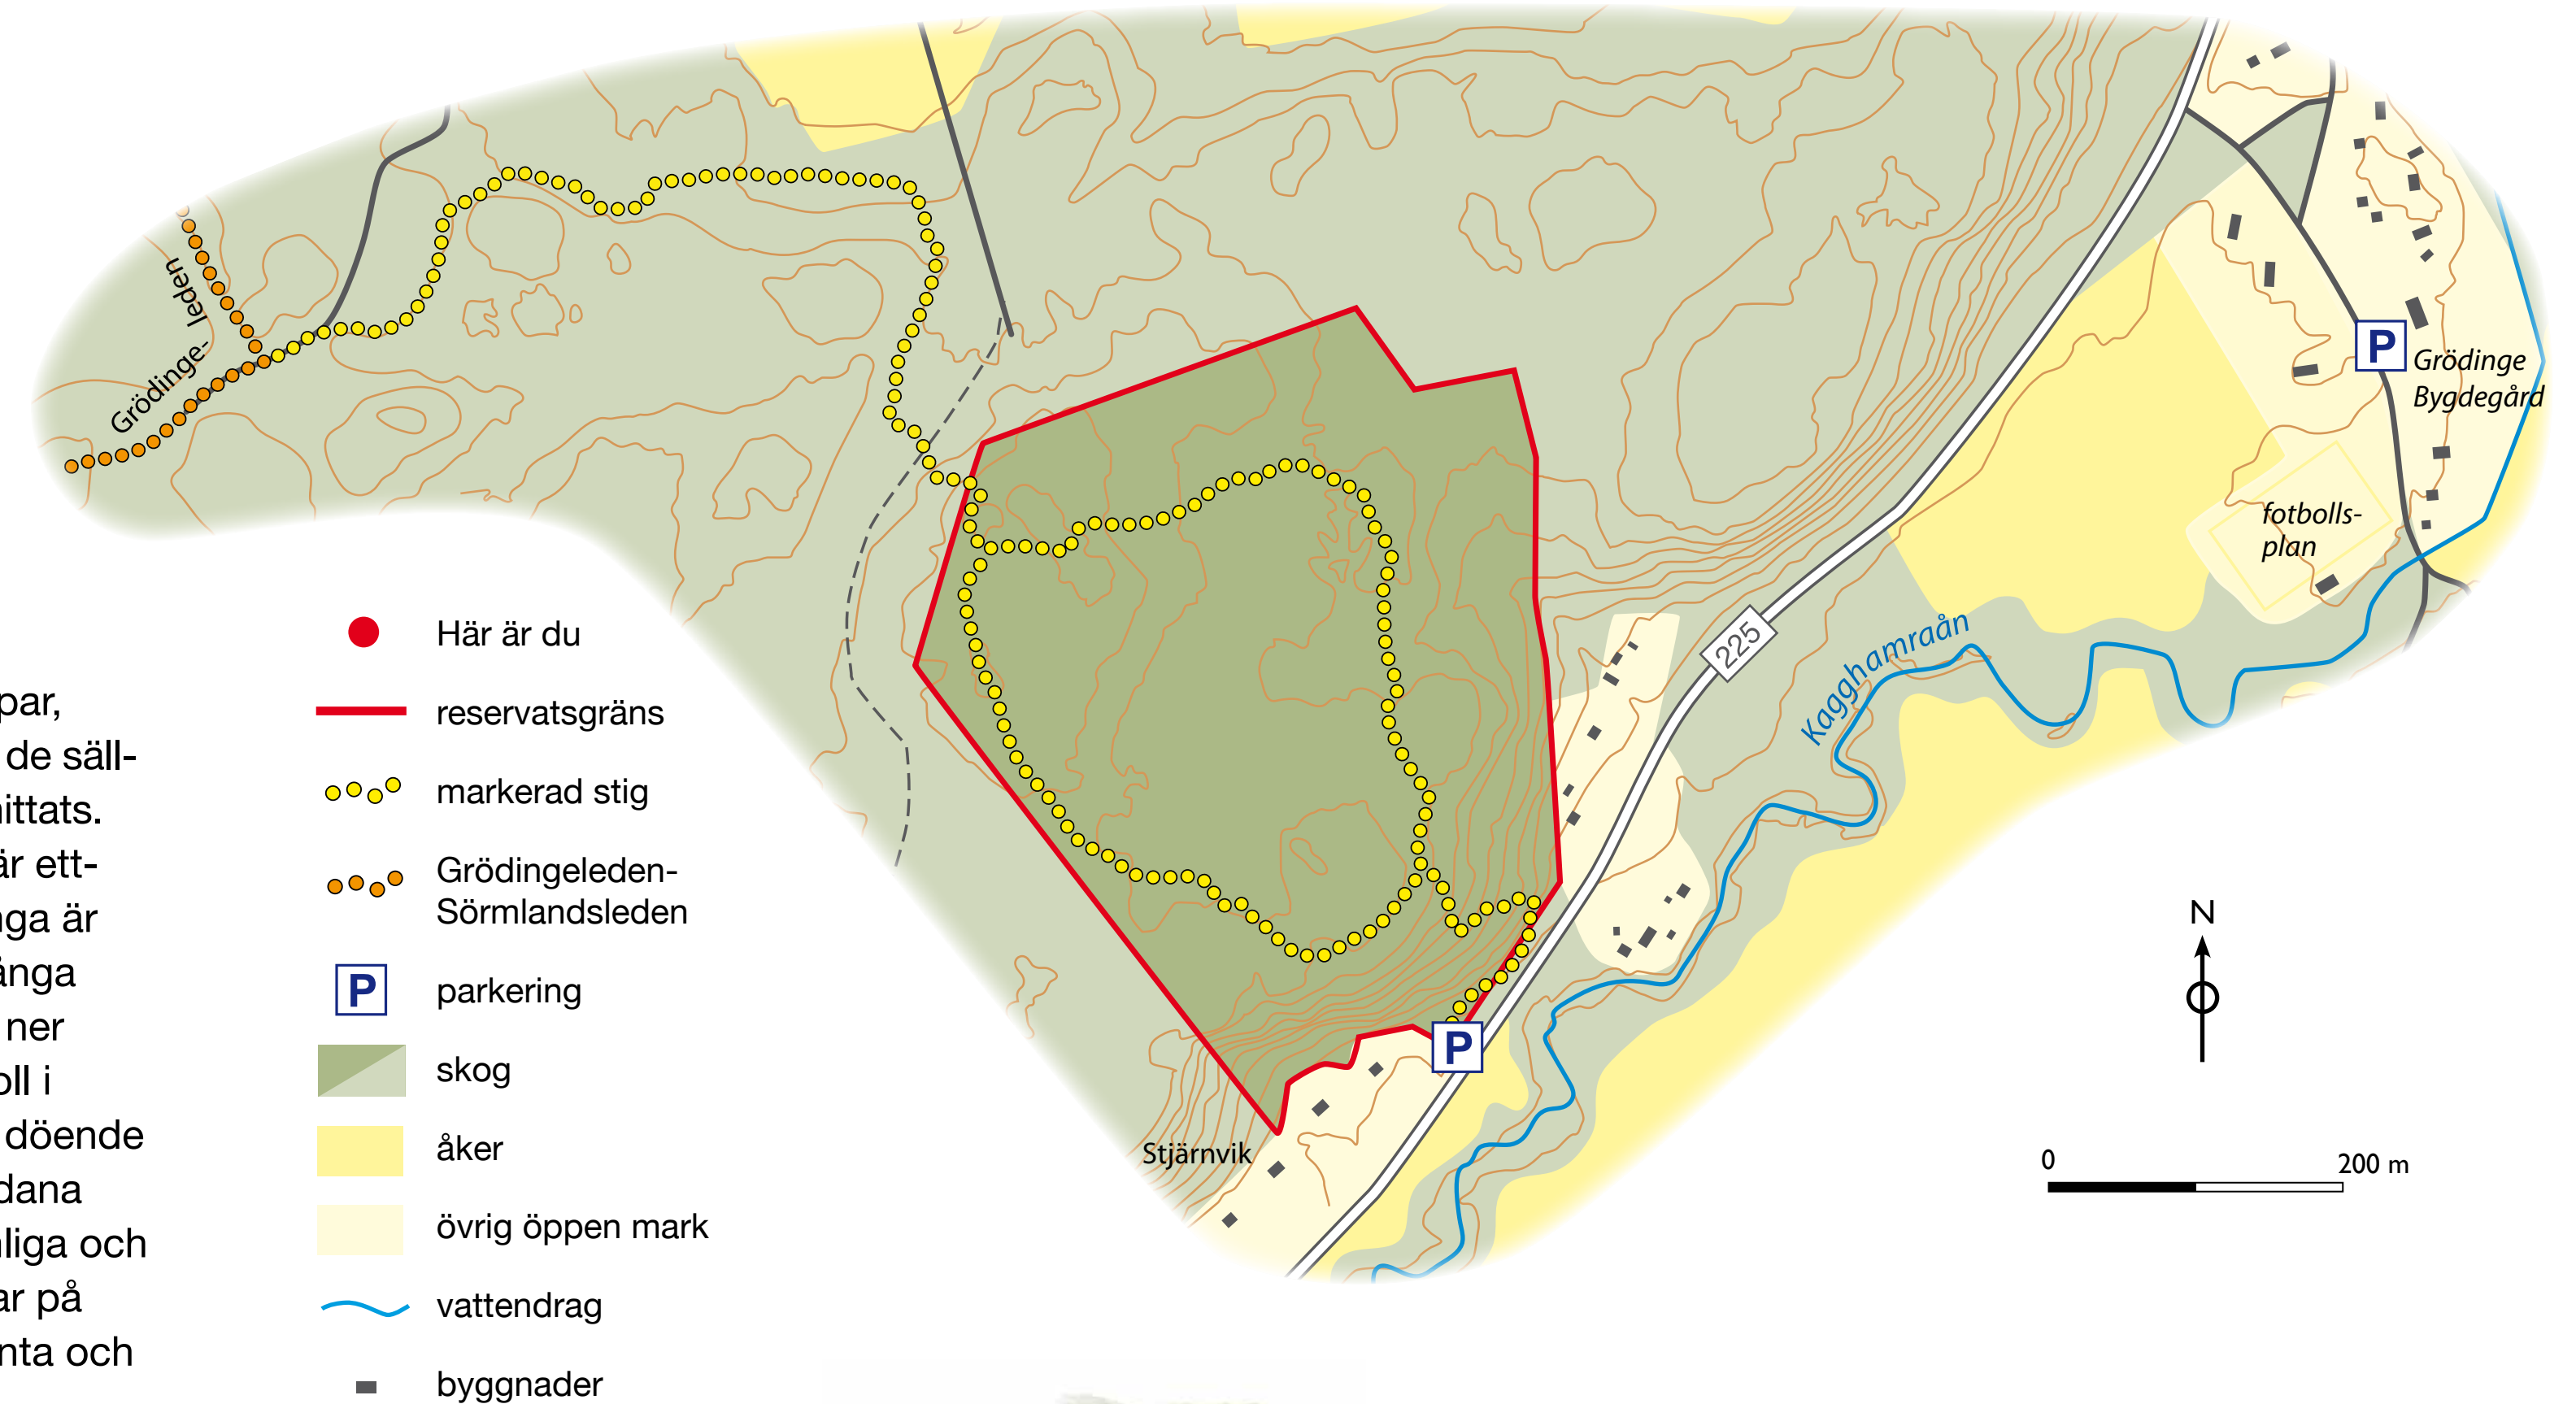 par,
de säll-
ittats.
är ett-
nga är
ånga
ner
oll i
döende
dana
liga och
ar på
nta och
Här är du
reservatsgräns
markerad stig
Grödingeleden-
Sörmlandsleden
P parkering
skog
åker
övrig öppen mark
vattendrag
byggnader
Grödinge-
leden
Stjärnvik
P
225
Kagghamraån
P
Grödinge
Bygdegård
fotbolls-
plan
N
0 200 m